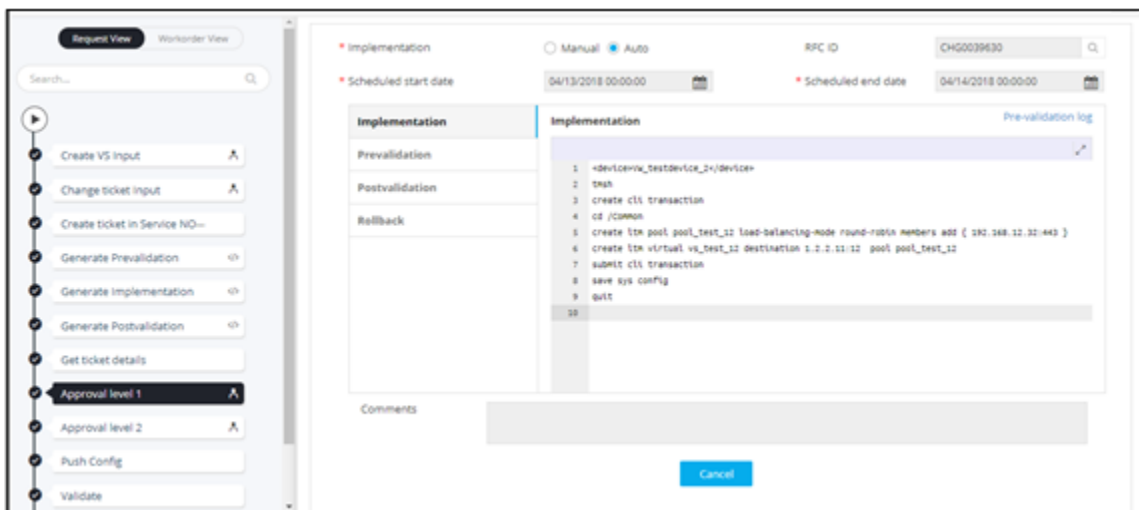 Request View Workorder View
Search...
Create VS Input
Change ticket input
Create ticket in Service NO—
Generate Prevalidation
Generate Implementation
Generate Postvalidation
Get ticket details
Approval level 1
Approval level 2
Push Config
Validate
* Implementation Manual Auto RFC ID CHG0039630
* Scheduled start date 04/13/2018 00:00:00 * Scheduled end date 04/14/2018 00:00:00
Implementation
Prevalidation
Postvalidation
Rollback
Implementation Pre-validation log
1 <device>vw_testdevice_2</device>
2 tmsh
3 create cli transaction
4 cd /Common
5 create ltm pool pool_test_12 load-balancing-mode round-robin members add { 192.168.12.32:443 }
6 create ltm virtual vs_test_12 destination 1.2.2.11:12 pool pool_test_12
7 submit cli transaction
8 save sys config
9 quit
10
Comments
Cancel